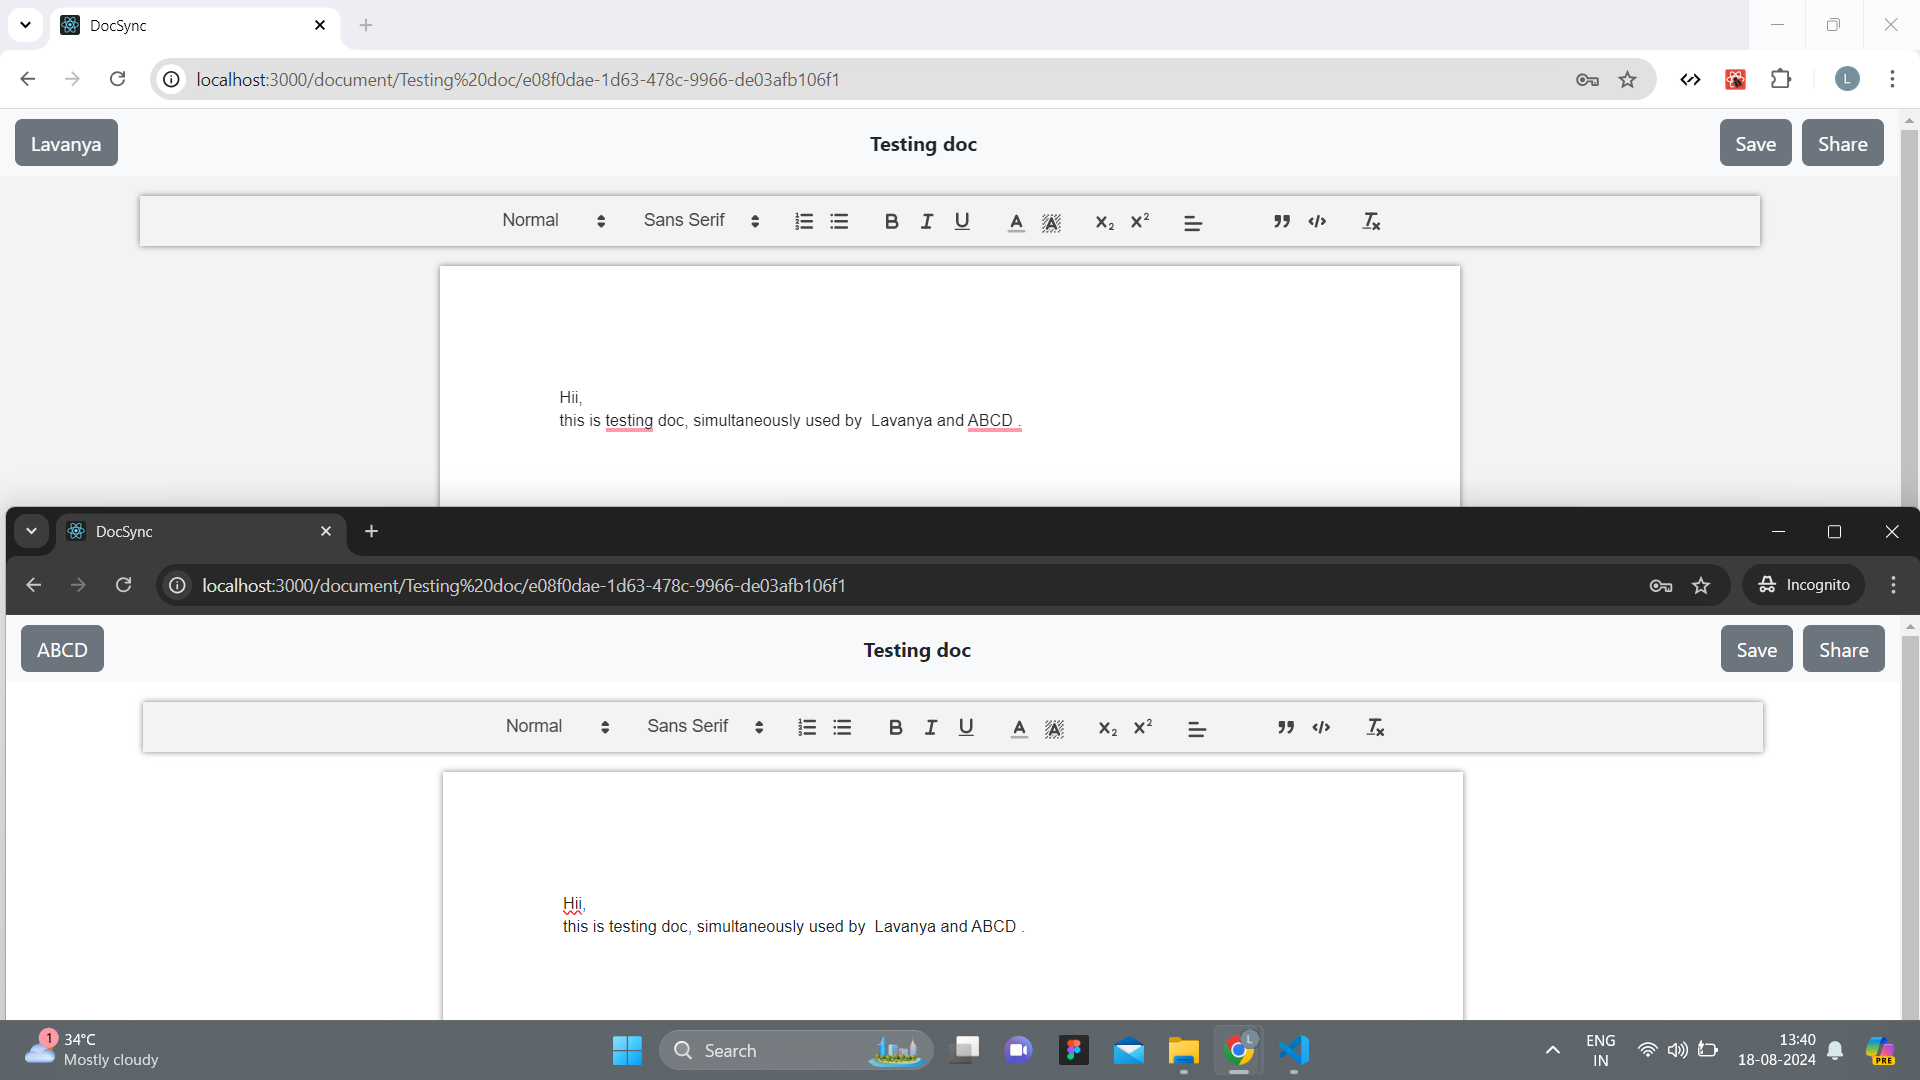 DocSync
localhost:3000/document/Testing%20doc/e08f0dae-1d63-478c-9966-de03afb106f1
L
Lavanya
Testing doc
Save
Share
Normal
Sans Serif
Hii,
this is testing doc, simultaneously used by  Lavanya and ABCD .
DocSync
localhost:3000/document/Testing%20doc/e08f0dae-1d63-478c-9966-de03afb106f1
Incognito
ABCD
Testing doc
Save
Share
Normal
Sans Serif
Hii,
this is testing doc, simultaneously used by  Lavanya and ABCD .
1
34°C
Mostly cloudy
Search
L
ENG
IN
13:40
18-08-2024
PRE